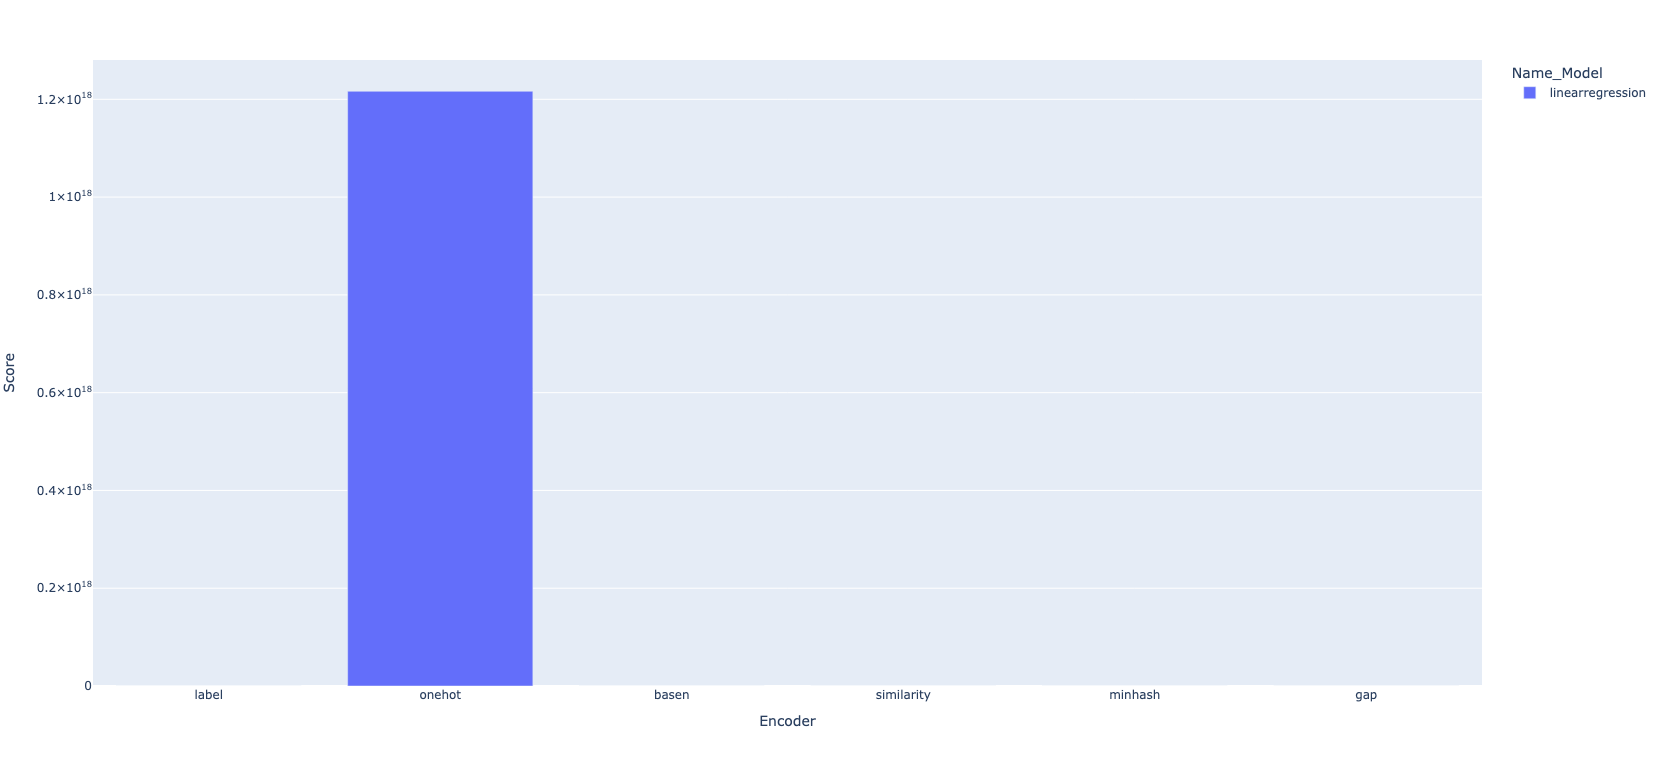 Name_Model
linearregression
1.2×10¹⁸
1×10¹⁸
0.8×10¹⁸
0.6×10¹⁸
0.4×10¹⁸
0.2×10¹⁸
0
Score
label onehot basen similarity minhash gap
Encoder